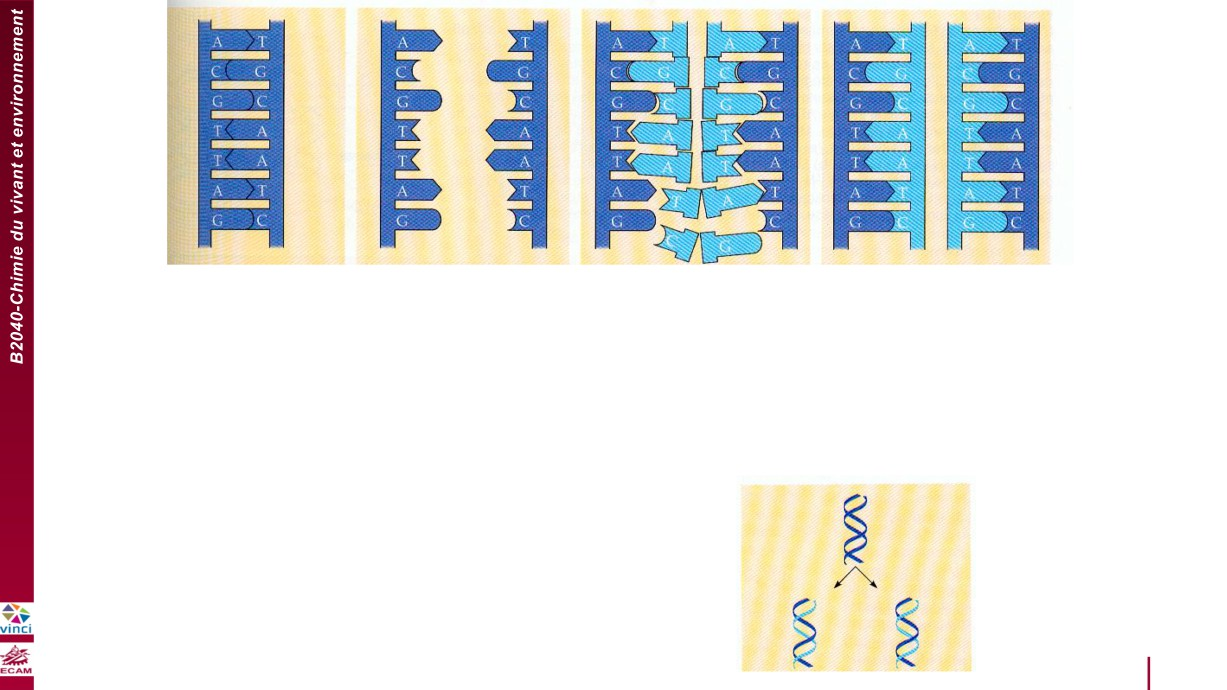 B2040-Chimie du vivant et environnement
A T A T A T A T A T A T
C G C G C G C G C G C G
G C G C G C G C G C G C
T A T A T A T A T A T A
T A T A T A T A T A T A
A T A T A T A T A T A T
G C G C G C G C G C G C
vinci
ECAM